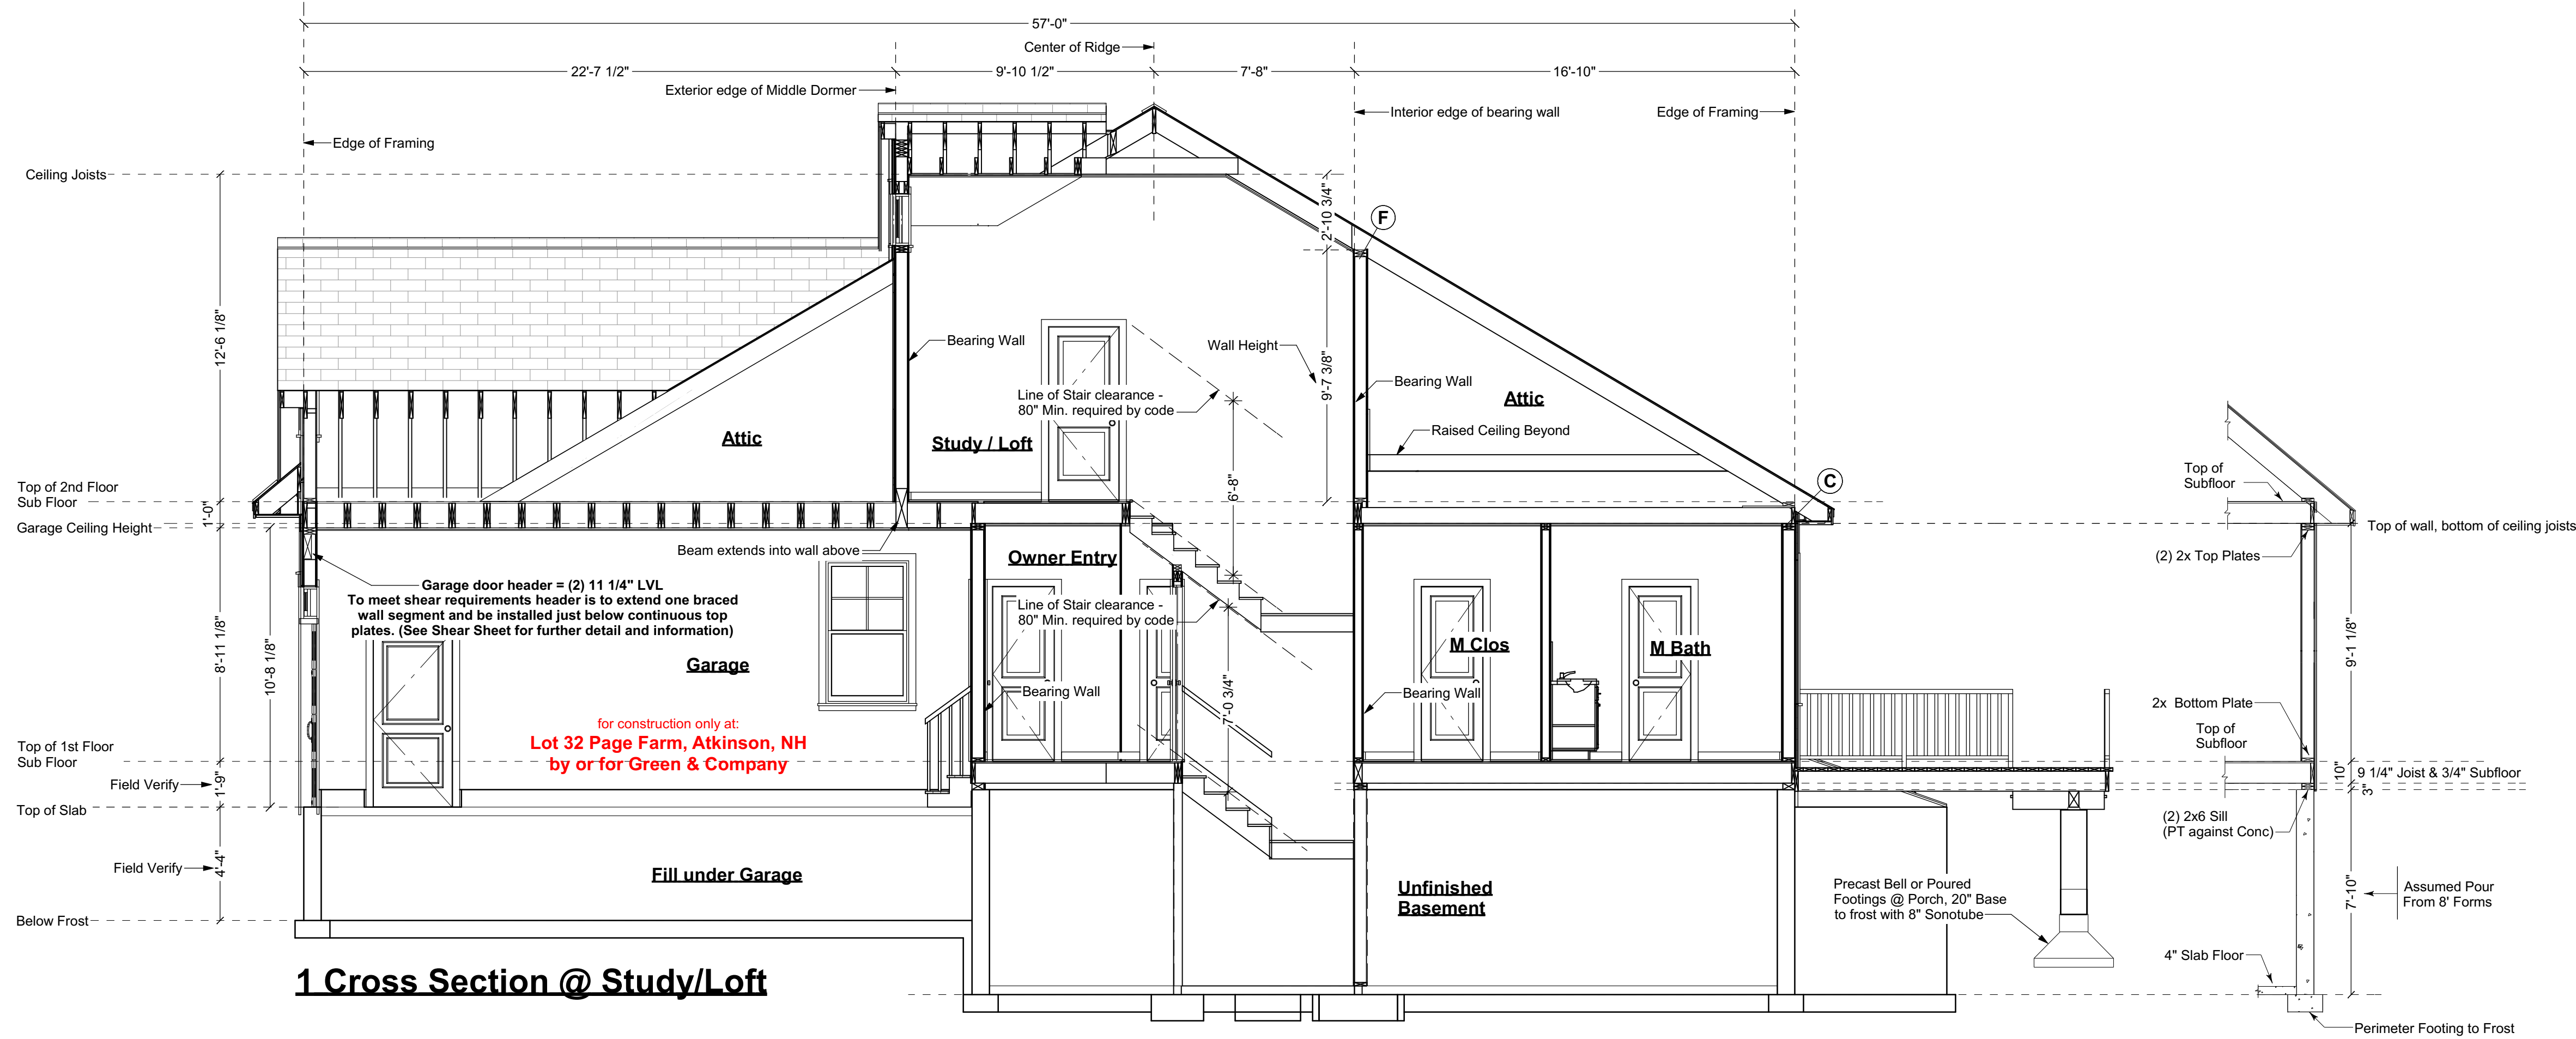 57'-0"
Center of Ridge
22'-7 1/2"
9'-10 1/2"
7'-8"
16'-10"
Exterior edge of Middle Dormer
Interior edge of bearing wall
Edge of Framing
Edge of Framing
Ceiling Joists
2'-10 3/4"
F
12'-6 1/8"
Bearing Wall
Wall Height
9'-7 3/8"
Bearing Wall
Line of Stair clearance -
80" Min. required by code
Attic
Raised Ceiling Beyond
Attic
Study / Loft
6'-8"
Top of 2nd Floor
Sub Floor
1'-0"
Garage Ceiling Height
C
Top of
Subfloor
Top of wall, bottom of ceiling joists
Beam extends into wall above
Owner Entry
(2) 2x Top Plates
Garage door header = (2) 11 1/4" LVL
To meet shear requirements header is to extend one braced
wall segment and be installed just below continuous top
plates. (See Shear Sheet for further detail and information)
Line of Stair clearance -
80" Min. required by code
8'-11 1/8"
10'-8 1/8"
Garage
M Clos
M Bath
9'-1 1/8"
Bearing Wall
Bearing Wall
7'-0 3/4"
2x Bottom Plate
for construction only at:
Lot 32 Page Farm, Atkinson, NH
by or for Green & Company
Top of 1st Floor
Sub Floor
Top of
Subfloor
Field Verify
1'-9"
10"
9 1/4" Joist & 3/4" Subfloor
3"
Top of Slab
(2) 2x6 Sill
(PT against Conc)
Field Verify
4'-4"
Fill under Garage
Unfinished
Basement
Precast Bell or Poured
Footings @ Porch, 20" Base
to frost with 8" Sonotube
7'-10"
Assumed Pour
From 8' Forms
Below Frost
4" Slab Floor
1 Cross Section @ Study/Loft
Perimeter Footing to Frost